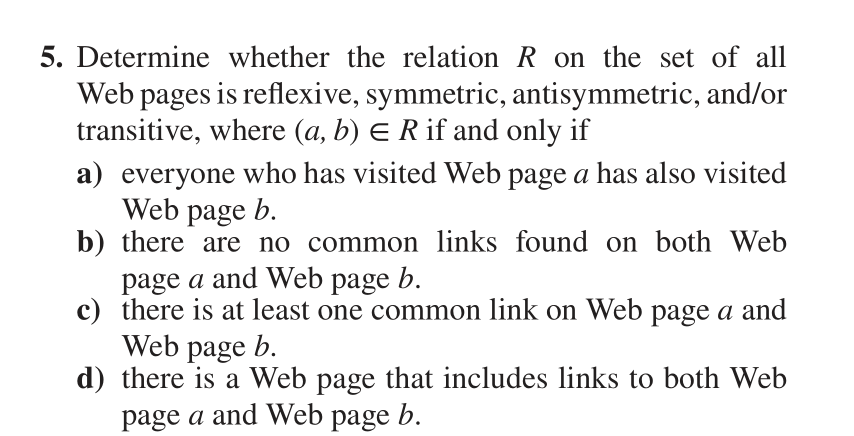 5. Determine whether the relation R on the set of all
Web pages is reflexive, symmetric, antisymmetric, and/or
transitive, where (a, b) ∈ R if and only if
a) everyone who has visited Web page a has also visited
Web page b.
b) there are no common links found on both Web
page a and Web page b.
c) there is at least one common link on Web page a and
Web page b.
d) there is a Web page that includes links to both Web
page a and Web page b.